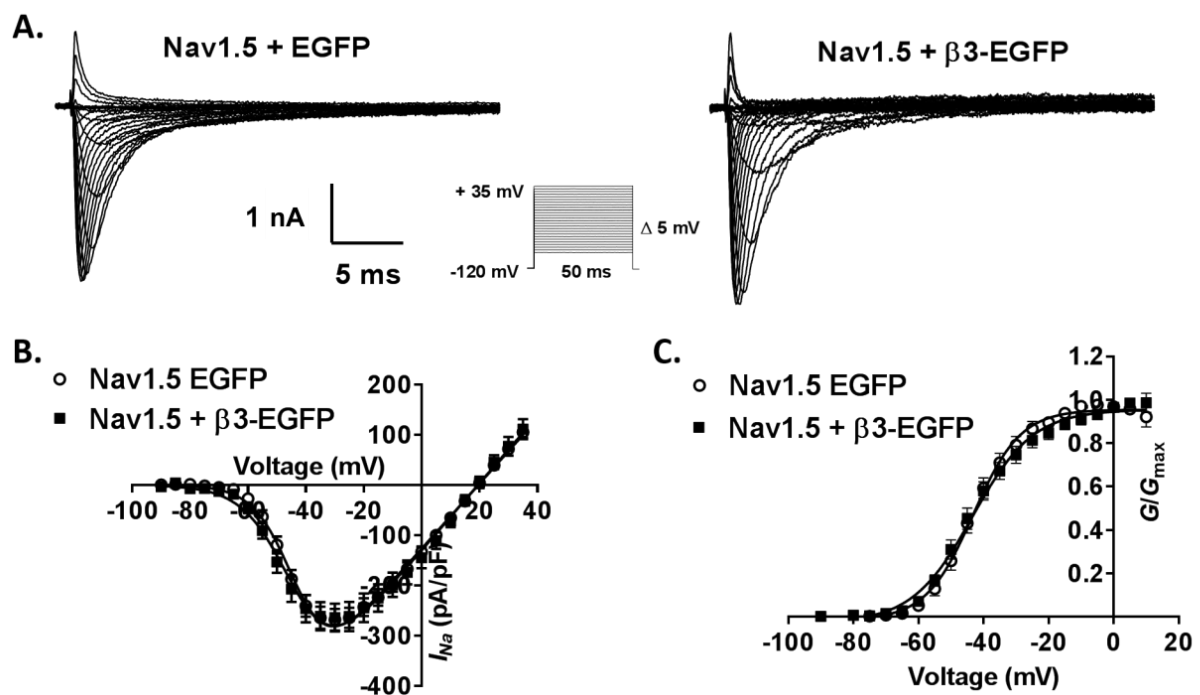 A.
Nav1.5 + EGFP
Nav1.5 + β3-EGFP
1 nA
5 ms
+ 35 mV
Δ 5 mV
-120 mV
50 ms
B.
Nav1.5 EGFP
Nav1.5 + β3-EGFP
200
100
Voltage (mV)
-100 -80 -60 -40 -20 20 40
-100
-200
-300
-400
INa (pA/pF)
C.
Nav1.5 EGFP
Nav1.5 + β3-EGFP
1.2
1.0
0.8
0.6
0.4
0.2
G/Gmax
-100 -80 -60 -40 -20 0 20
Voltage (mV)